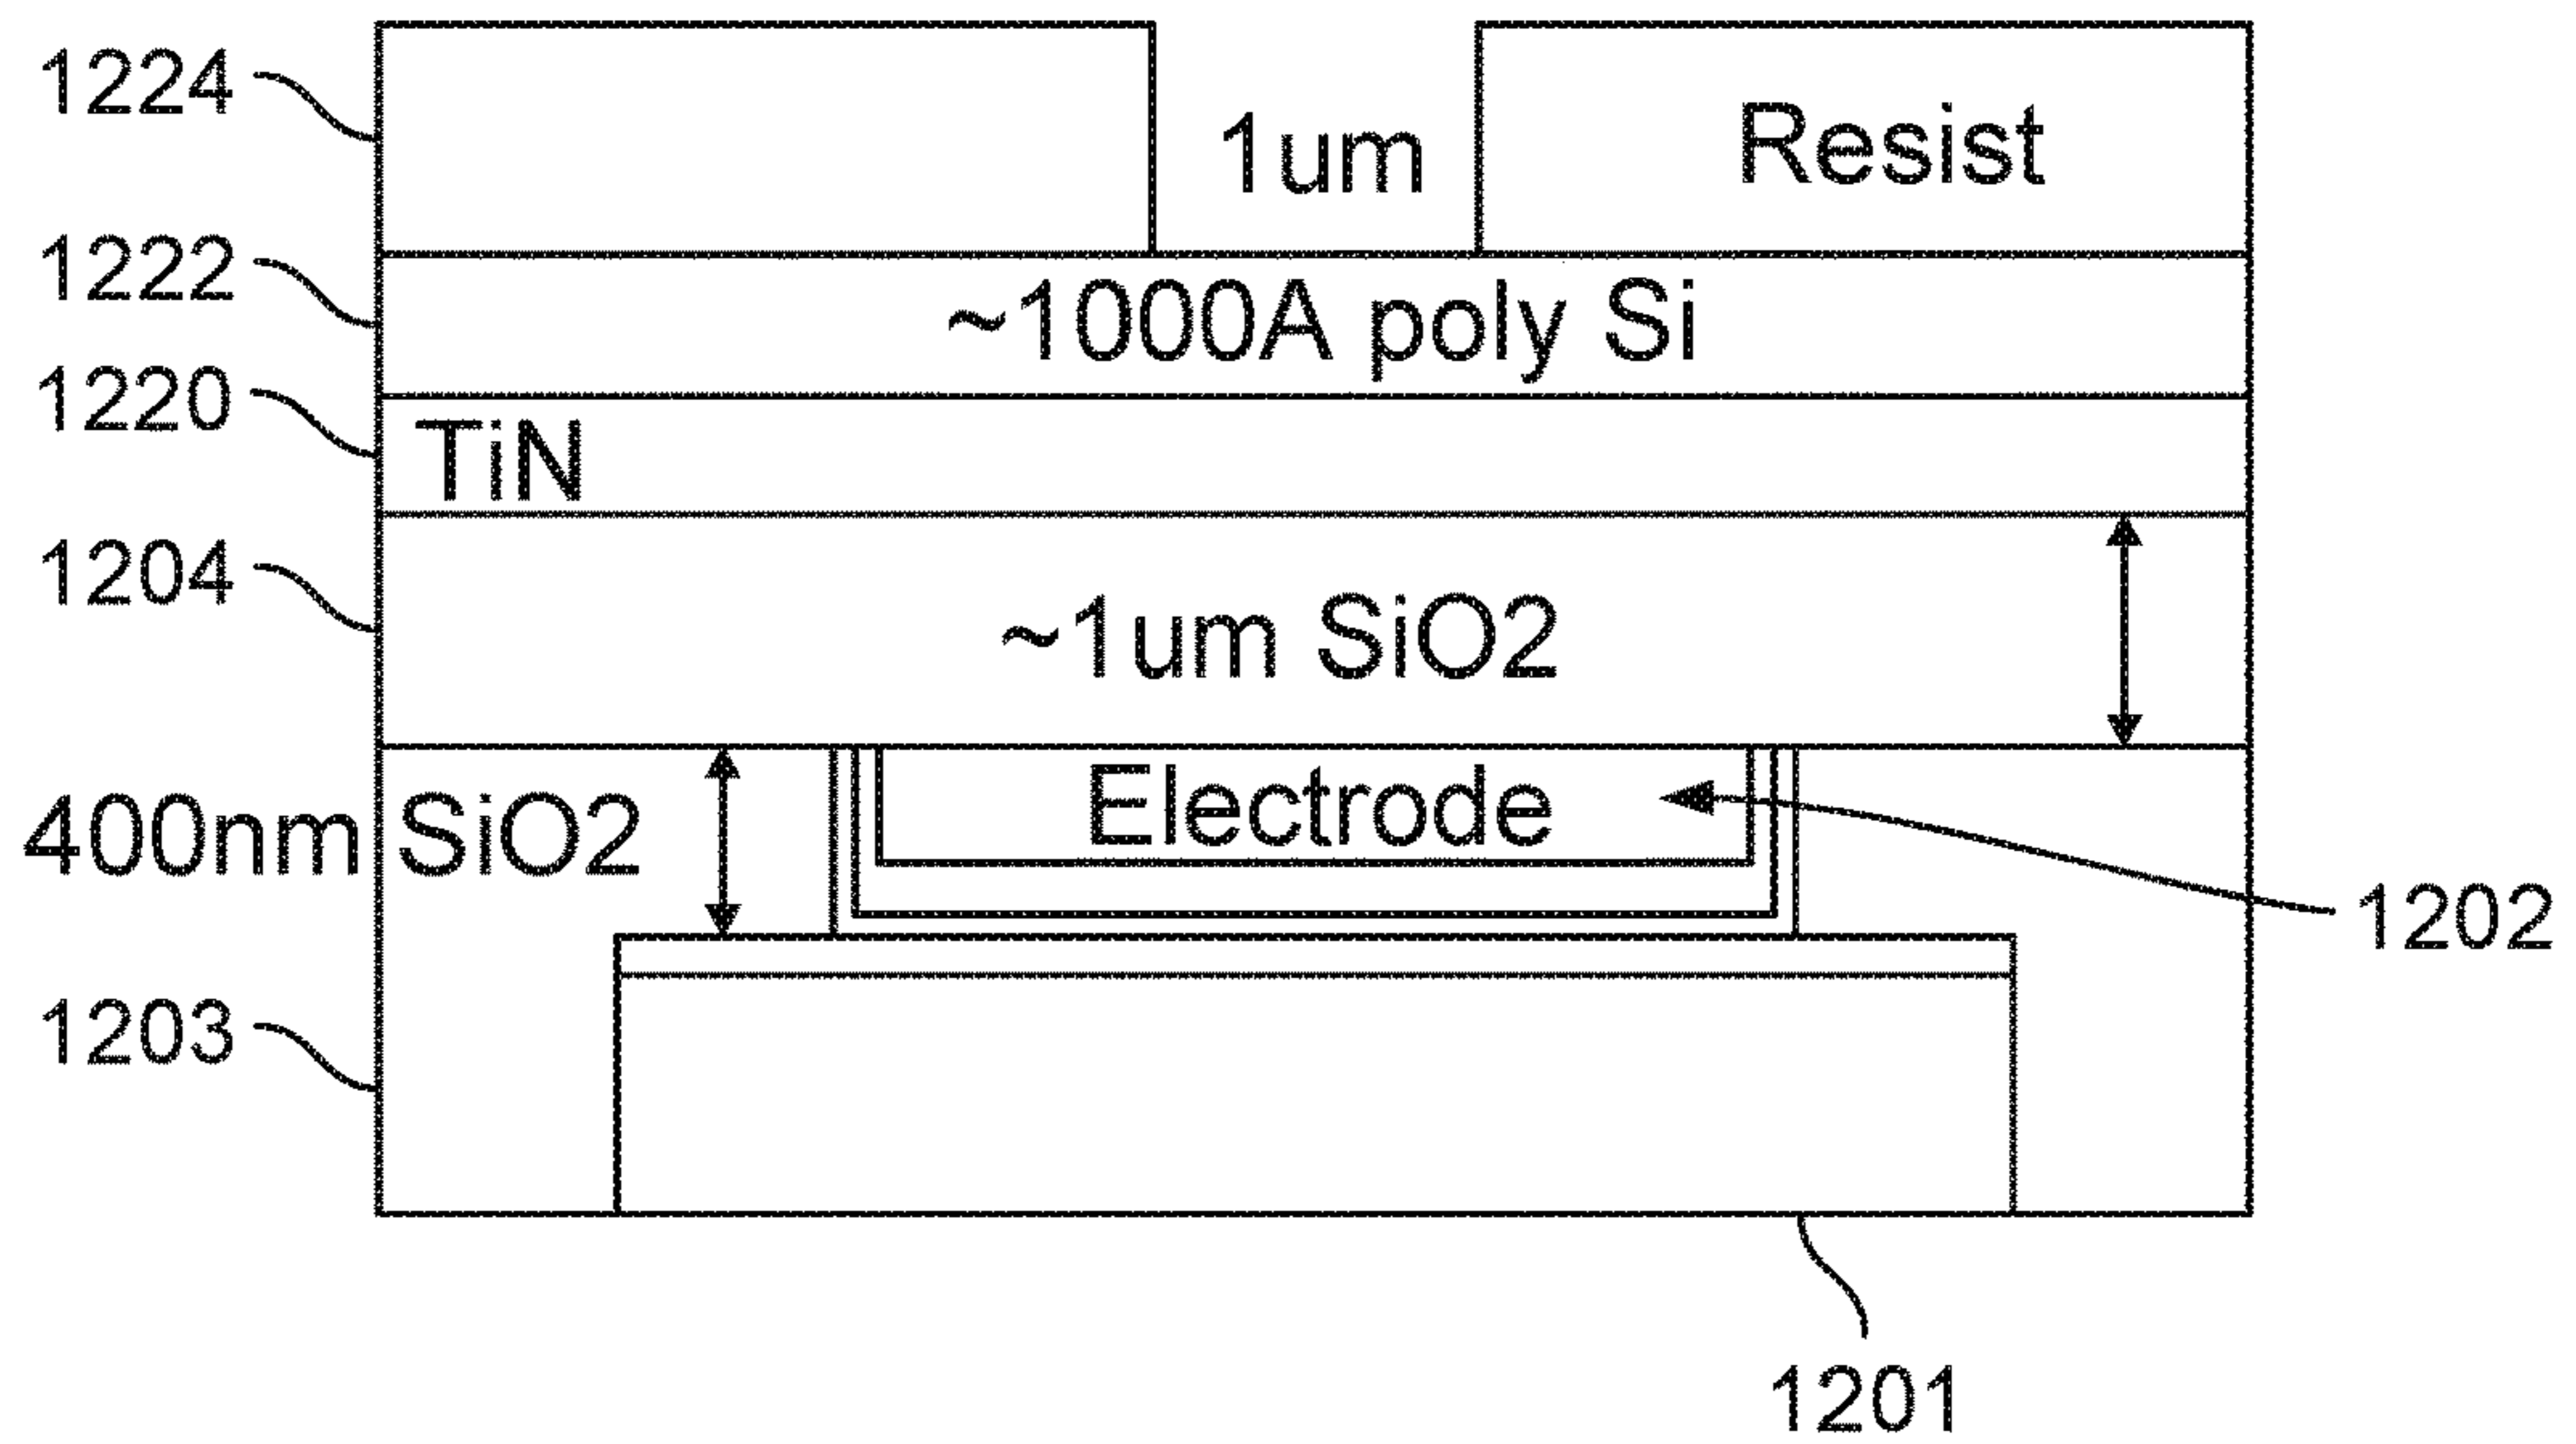 1224
1um
Resist
1222
~1000A poly Si
1220
TiN
1204
~1um SiO2
Electrode
400nm SiO2
1202
1203
1201